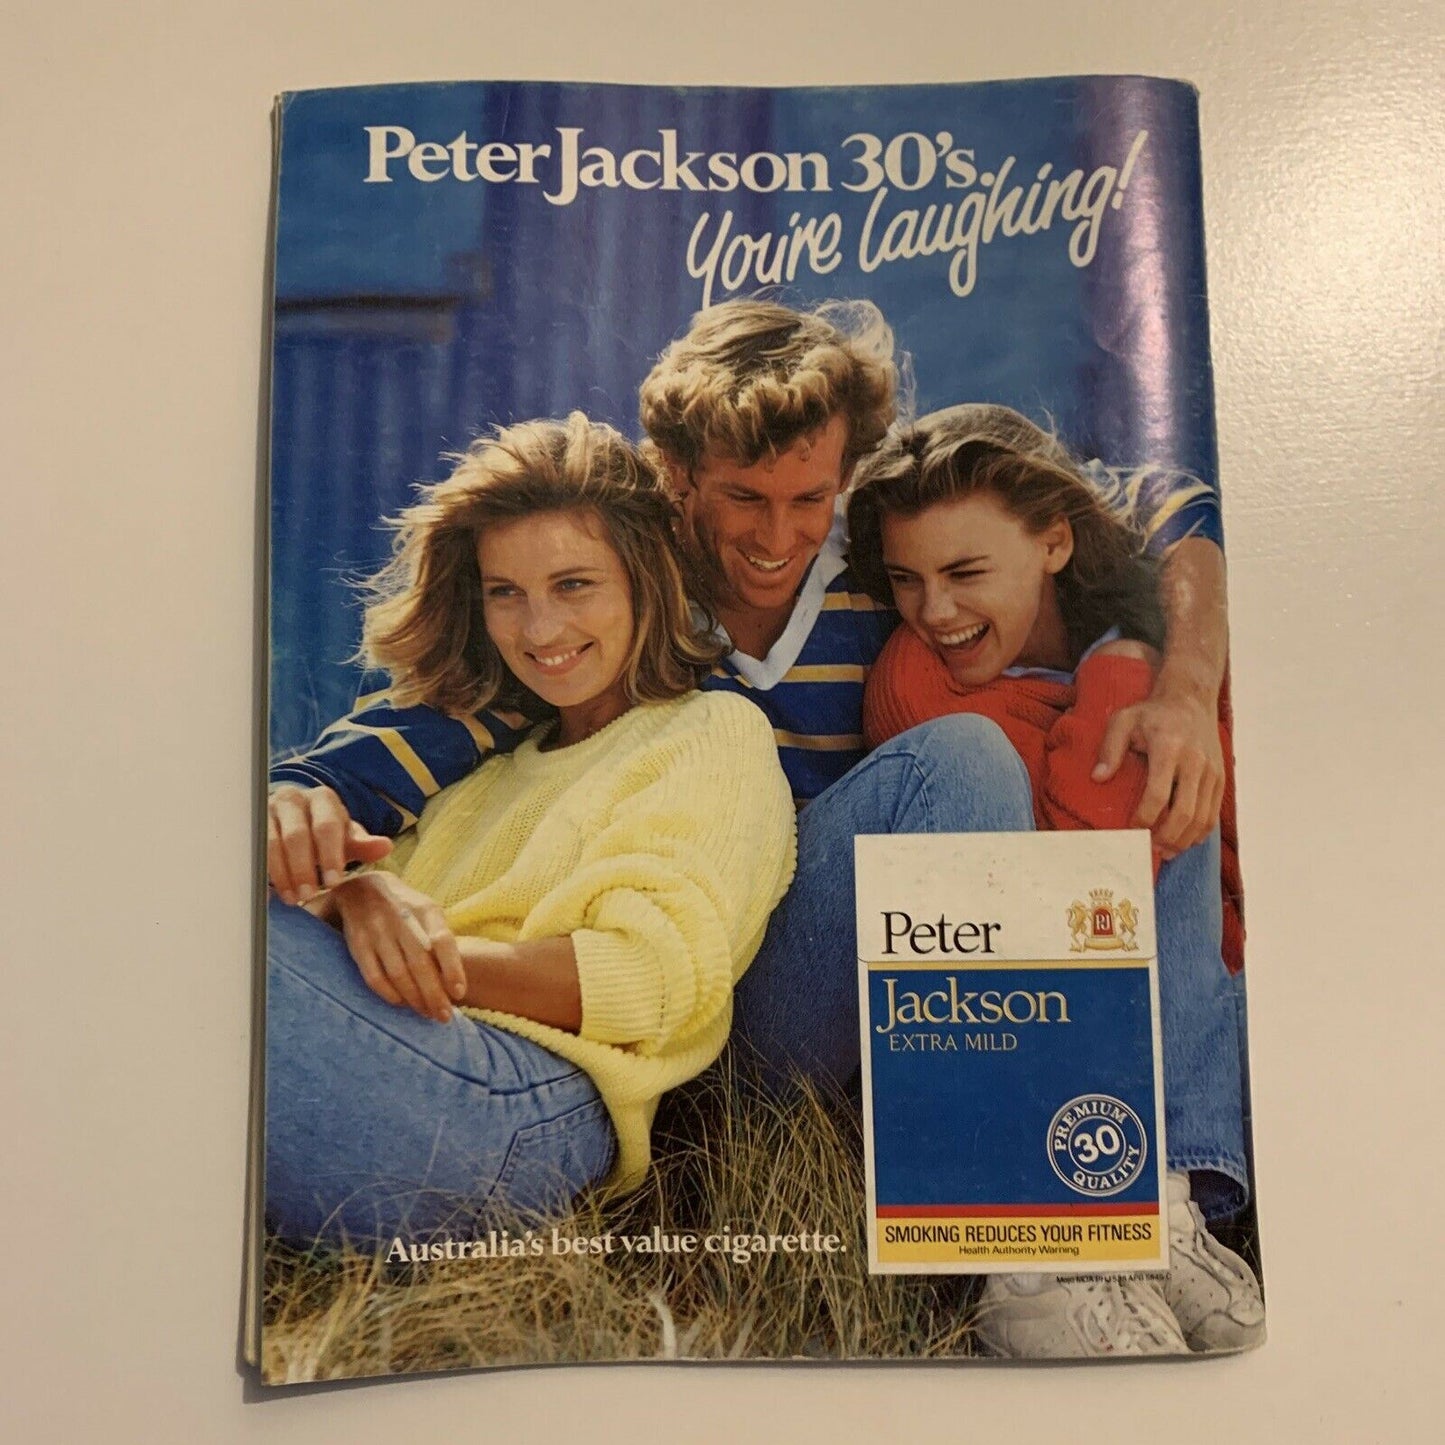 Peter Jackson 30's.
You're laughing!
Peter
PJ
Jackson
EXTRA MILD
PREMIUM
30
QUALITY
SMOKING REDUCES YOUR FITNESS
Health Authority Warning
Australia's best value cigarette.